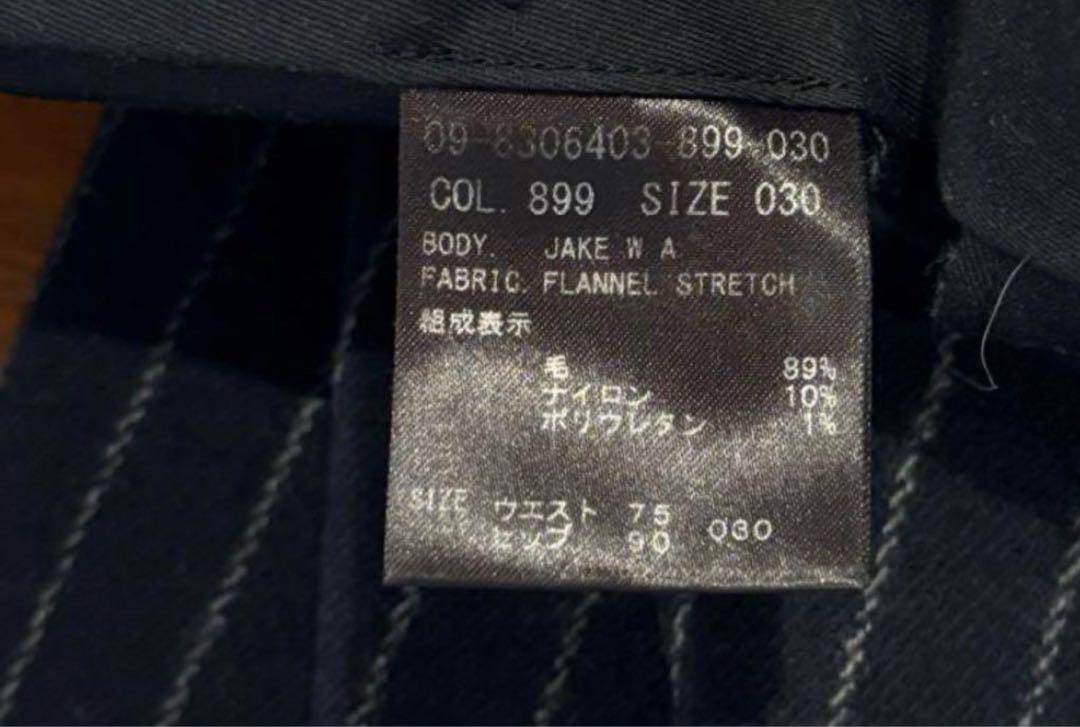 09-8306403 899-030
COL. 899 SIZE 030
BODY. JAKE W A
FABRIC. FLANNEL STRETCH
組成表示
毛 89%
ナイロン 10%
ポリウレタン 1%
SIZE ウエスト 75 030
ヒップ 90